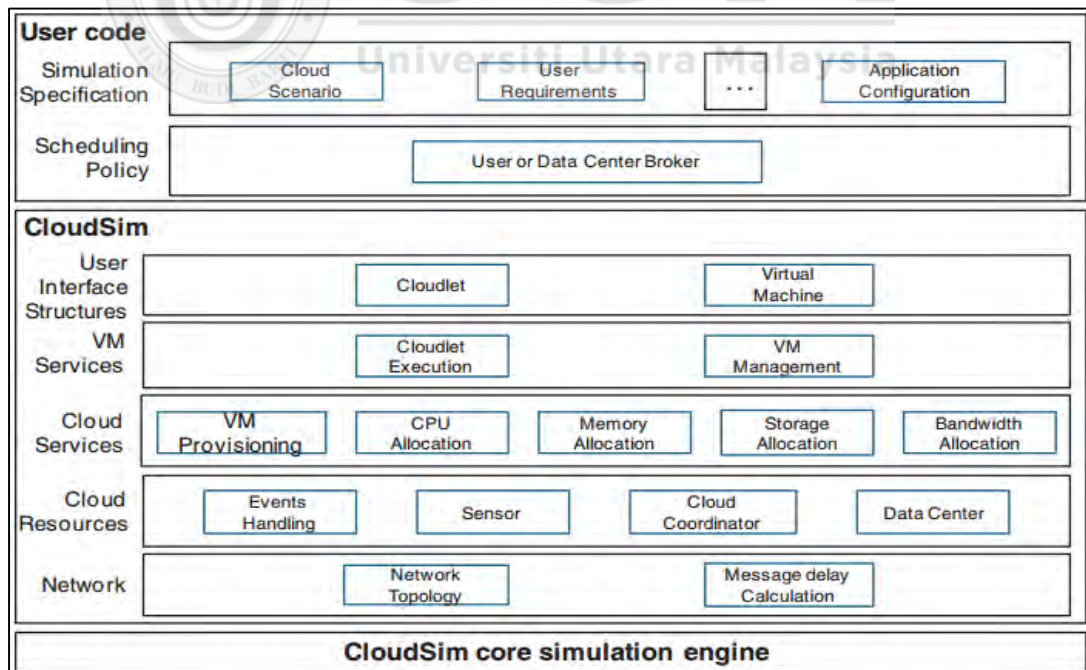 User code
Simulation
Specification
Cloud
Scenario
User
Requirements
...
Application
Configuration
Universiti Utara Malaysia
BUDI BAKTI
Scheduling
Policy
User or Data Center Broker
CloudSim
User
Interface
Structures
Cloudlet
Virtual
Machine
VM
Services
Cloudlet
Execution
VM
Management
Cloud
Services
VM
Provisioning
CPU
Allocation
Memory
Allocation
Storage
Allocation
Bandwidth
Allocation
Cloud
Resources
Events
Handling
Sensor
Cloud
Coordinator
Data Center
Network
Network
Topology
Message delay
Calculation
CloudSim core simulation engine